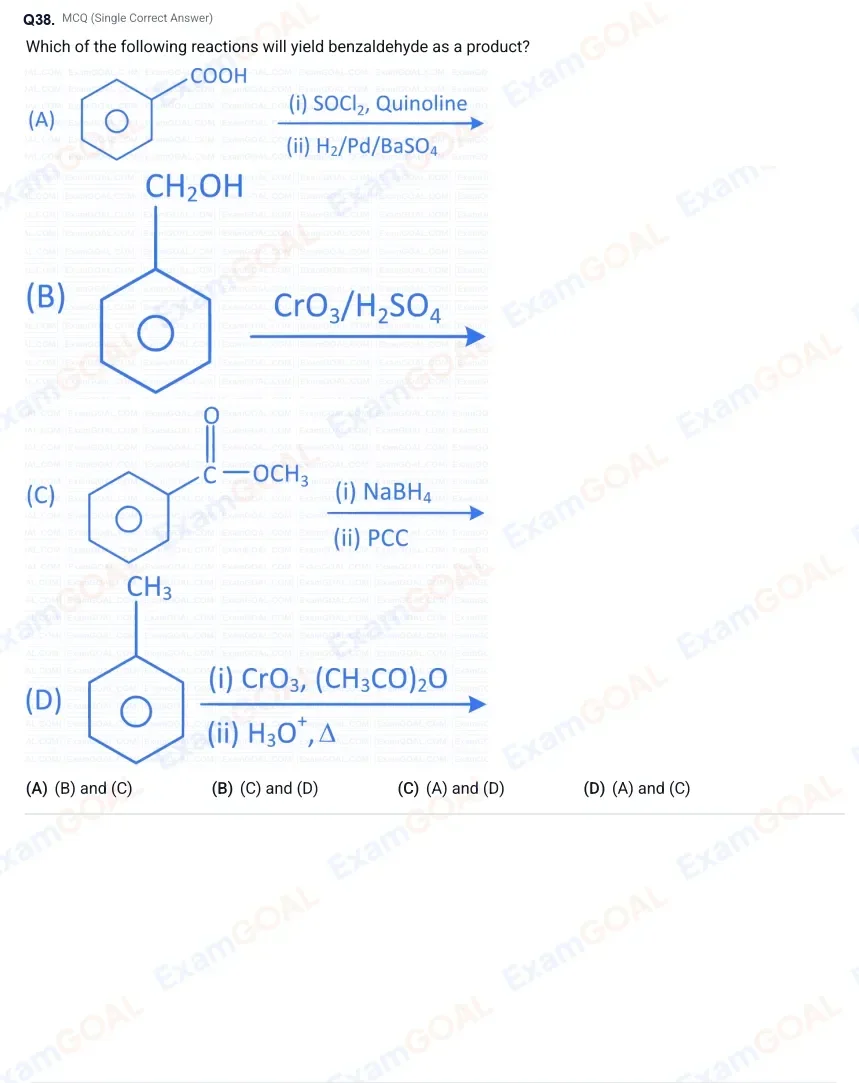 Q38. MCQ (Single Correct Answer)
Which of the following reactions will yield benzaldehyde as a product?
COOH
(A)
(i) SOCl₂, Quinoline
(ii) H₂/Pd/BaSO₄
CH₂OH
(B)
CrO₃/H₂SO₄
O
C—OCH₃
(C)
(i) NaBH₄
(ii) PCC
CH₃
(D)
(i) CrO₃, (CH₃CO)₂O
(ii) H₃O⁺, Δ
(A) (B) and (C) (B) (C) and (D) (C) (A) and (D) (D) (A) and (C)
ExamGOAL